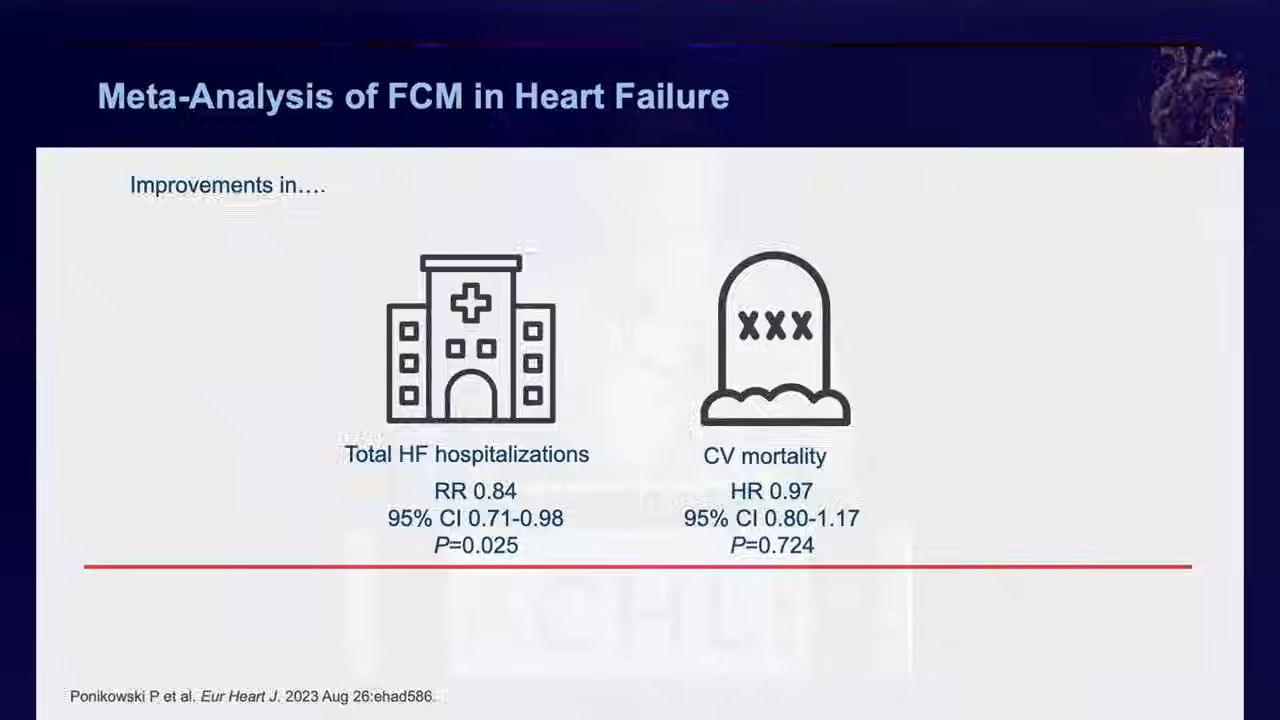 Meta-Analysis of FCM in Heart Failure
Improvements in….
XXX
Total HF hospitalizations
RR 0.84
95% CI 0.71-0.98
P=0.025
CV mortality
HR 0.97
95% CI 0.80-1.17
P=0.724
Ponikowski P et al. Eur Heart J. 2023 Aug 26:ehad586.